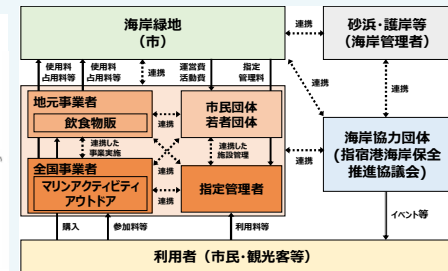 海岸緑地
(市)
砂浜・護岸等
(海岸管理者)
連携
使用料
占用料等
使用料
占用料等
連携
運営費
活動費
指定
管理料
連携
連携
地元事業者
飲食物販
連携
市民団体
若者団体
連携した
事業実施
連携した
施設管理
連携
海岸協力団体
(指宿港海岸保全
推進協議会)
全国事業者
マリンアクティビティ
アウトドア
連携
指定管理者
購入
参加料等
利用料等
イベント等
利用者（市民・観光客等）